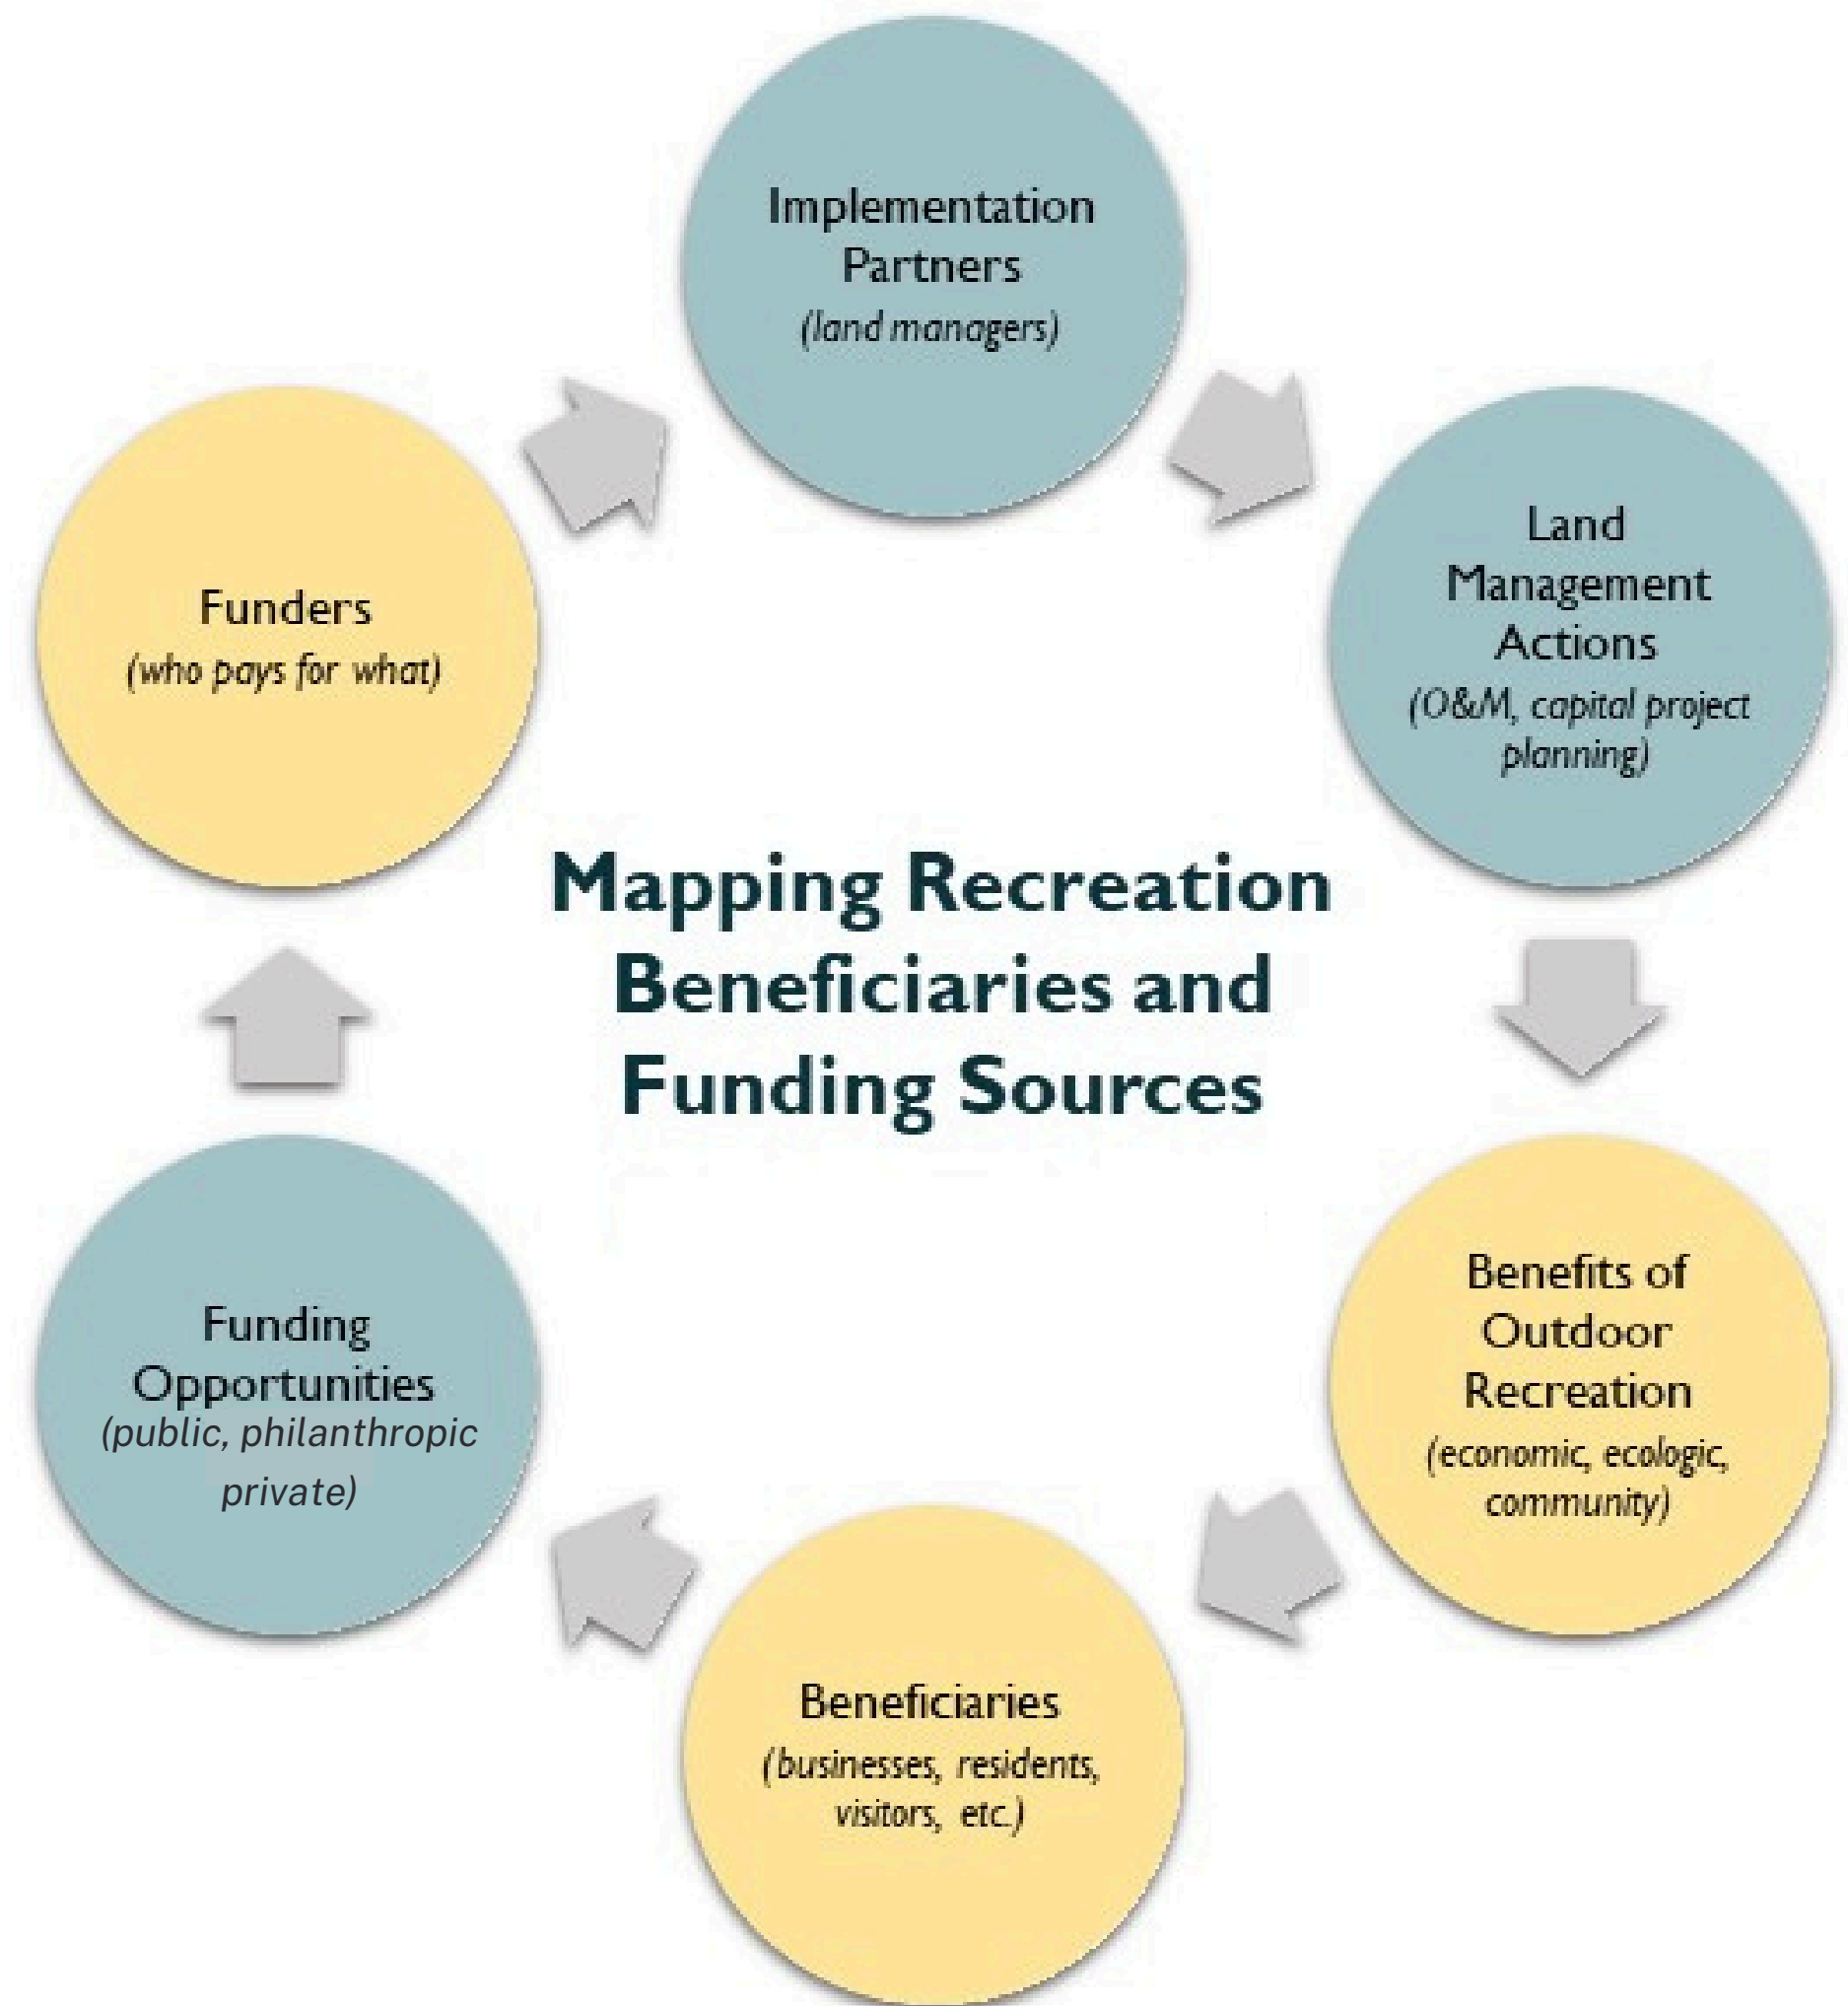 Implementation
Partners
(land managers)
Land
Management
Actions
(O&M, capital project
planning)
Benefits of
Outdoor
Recreation
(economic, ecologic,
community)
Beneficiaries
(businesses, residents,
visitors, etc.)
Funding
Opportunities
(public, philanthropic
private)
Funders
(who pays for what)
Mapping Recreation
Beneficiaries and
Funding Sources